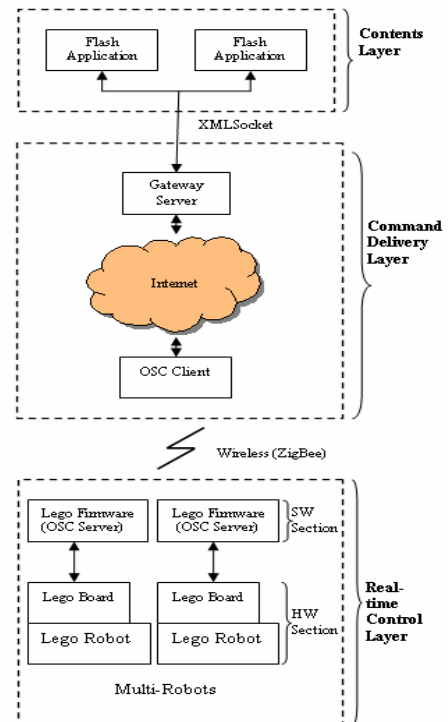 Flash
Application
Flash
Application
Contents
Layer
XMLSocket
Gateway
Server
Command
Delivery
Layer
Internet
OSC Client
Wireless (ZigBee)
Lego Firmware
(OSC Server)
Lego Firmware
(OSC Server)
SW
Section
Lego Board
Lego Board
HW
Section
Lego Robot
Lego Robot
Real-
time
Control
Layer
Multi-Robots